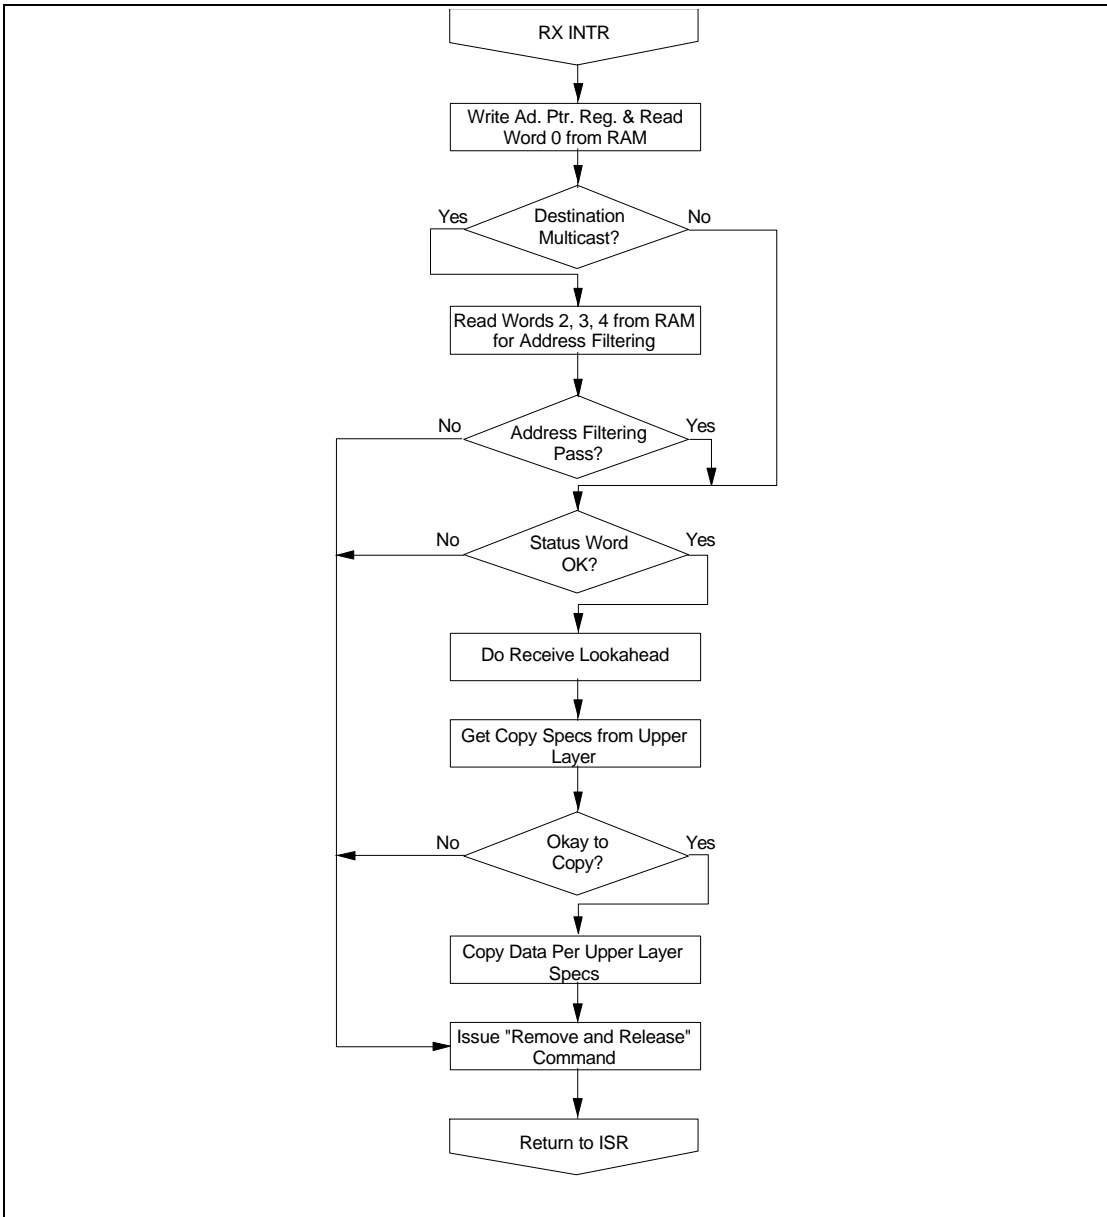 RX INTR
Write Ad. Ptr. Reg. & Read
Word 0 from RAM
Yes
Destination
Multicast?
No
Read Words 2, 3, 4 from RAM
for Address Filtering
No
Address Filtering
Pass?
Yes
No
Status Word
OK?
Yes
Do Receive Lookahead
Get Copy Specs from Upper
Layer
No
Okay to
Copy?
Yes
Copy Data Per Upper Layer
Specs
Issue "Remove and Release"
Command
Return to ISR